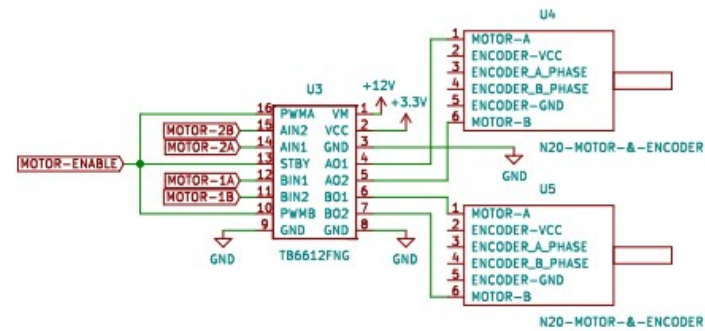 U4
1 MOTOR-A
2 ENCODER-VCC
3 ENCODER_A_PHASE
4 ENCODER_B_PHASE
5 ENCODER-GND
6 MOTOR-B
N20-MOTOR-&-ENCODER
+12V
+3.3V
U3
16 PWMA VM 1
MOTOR-2B 15 AIN2 VCC 2
MOTOR-2A 14 AIN1 GND 3
MOTOR-ENABLE 13 STBY AO1 4
MOTOR-1A 12 BIN1 AO2 5
MOTOR-1B 11 BIN2 BO1 6
10 PWMB BO2 7
9 GND GND 8
GND
GND
GND
TB6612FNG
U5
1 MOTOR-A
2 ENCODER-VCC
3 ENCODER_A_PHASE
4 ENCODER_B_PHASE
5 ENCODER-GND
6 MOTOR-B
N20-MOTOR-&-ENCODER